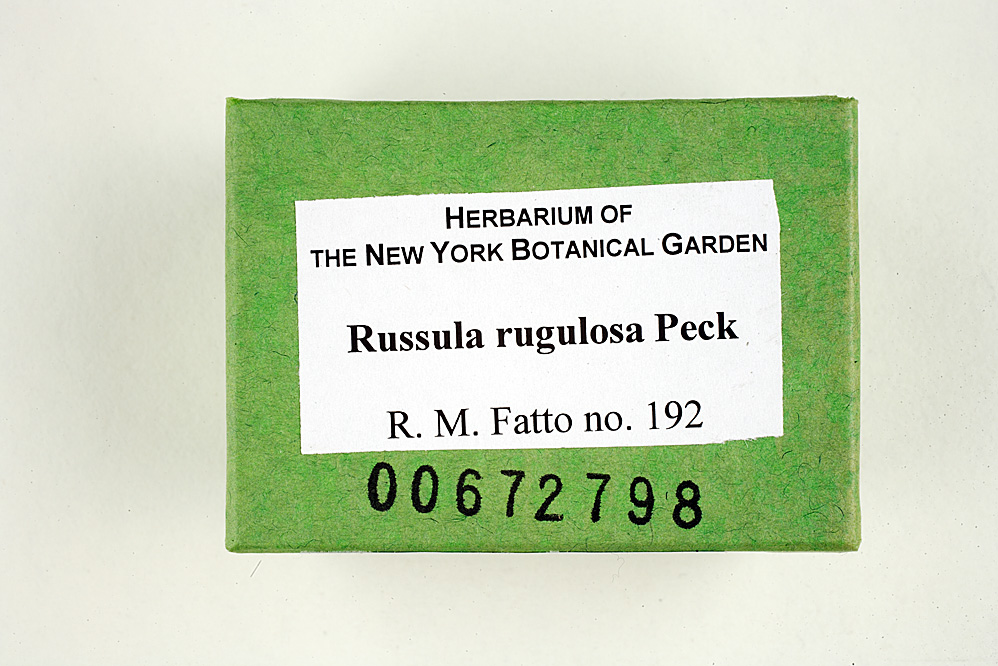 HERBARIUM OF
THE NEW YORK BOTANICAL GARDEN
Russula rugulosa Peck
R. M. Fatto no. 192
00672798